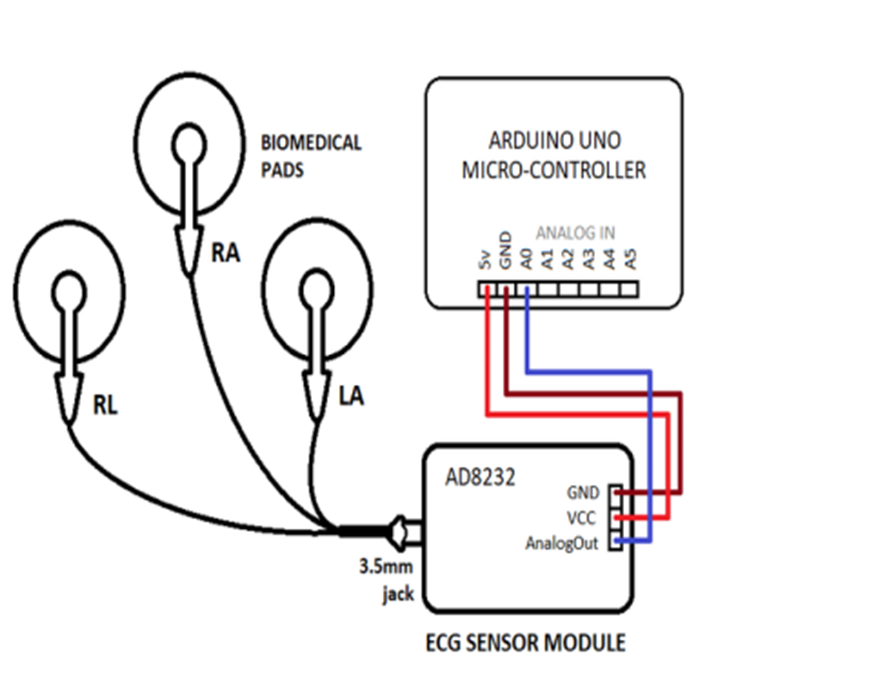 BIOMEDICAL
PADS
RA
RL
LA
3.5mm
jack
ARDUINO UNO
MICRO-CONTROLLER
ANALOG IN
5v
GND
A0
A1
A2
A3
A4
A5
AD8232
GND
VCC
AnalogOut
ECG SENSOR MODULE